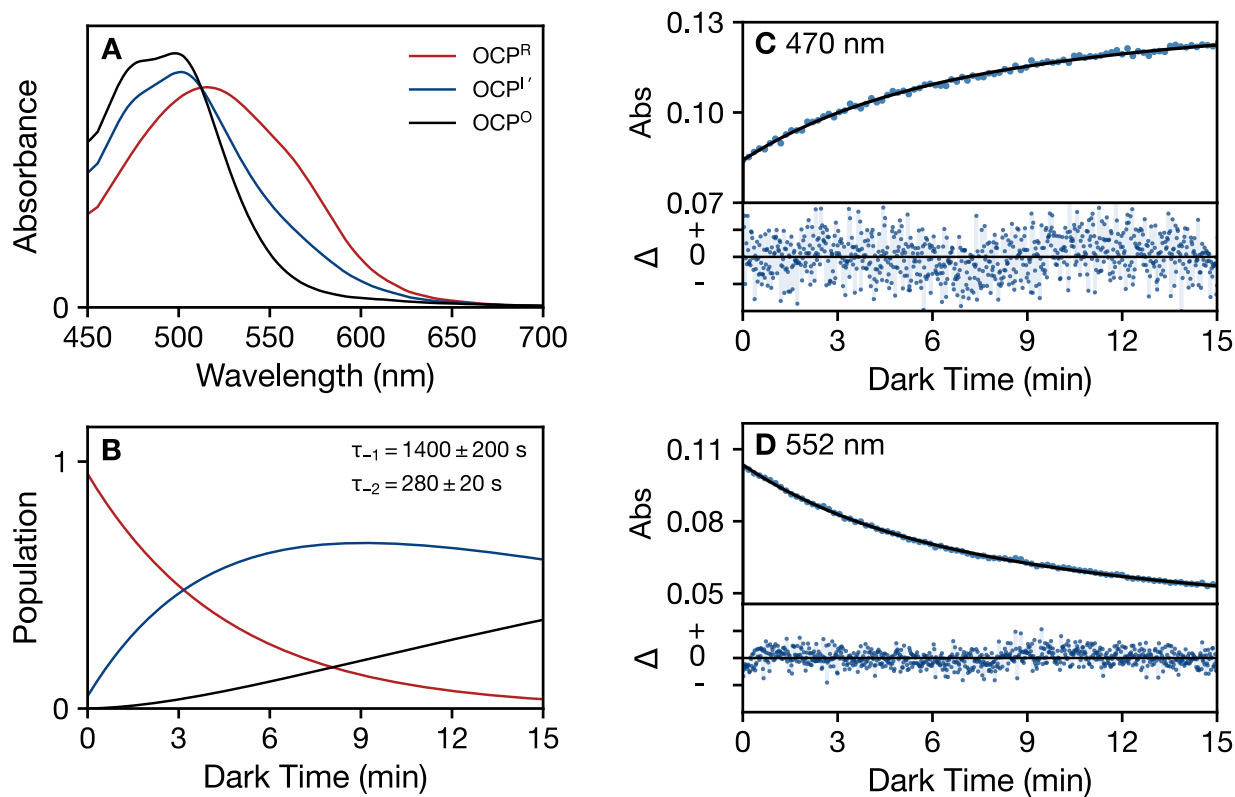 A
OCPᴿ
OCPᴵ′
OCPᴼ
Absorbance
0
450 500 550 600 650 700
Wavelength (nm)
B
τ₋₁ = 1400 ± 200 s
τ₋₂ = 280 ± 20 s
Population
1
0
0 3 6 9 12 15
Dark Time (min)
C 470 nm
Abs
0.13
0.10
0.07
Δ
+
0
-
0 3 6 9 12 15
Dark Time (min)
D 552 nm
Abs
0.11
0.08
0.05
Δ
+
0
-
0 3 6 9 12 15
Dark Time (min)